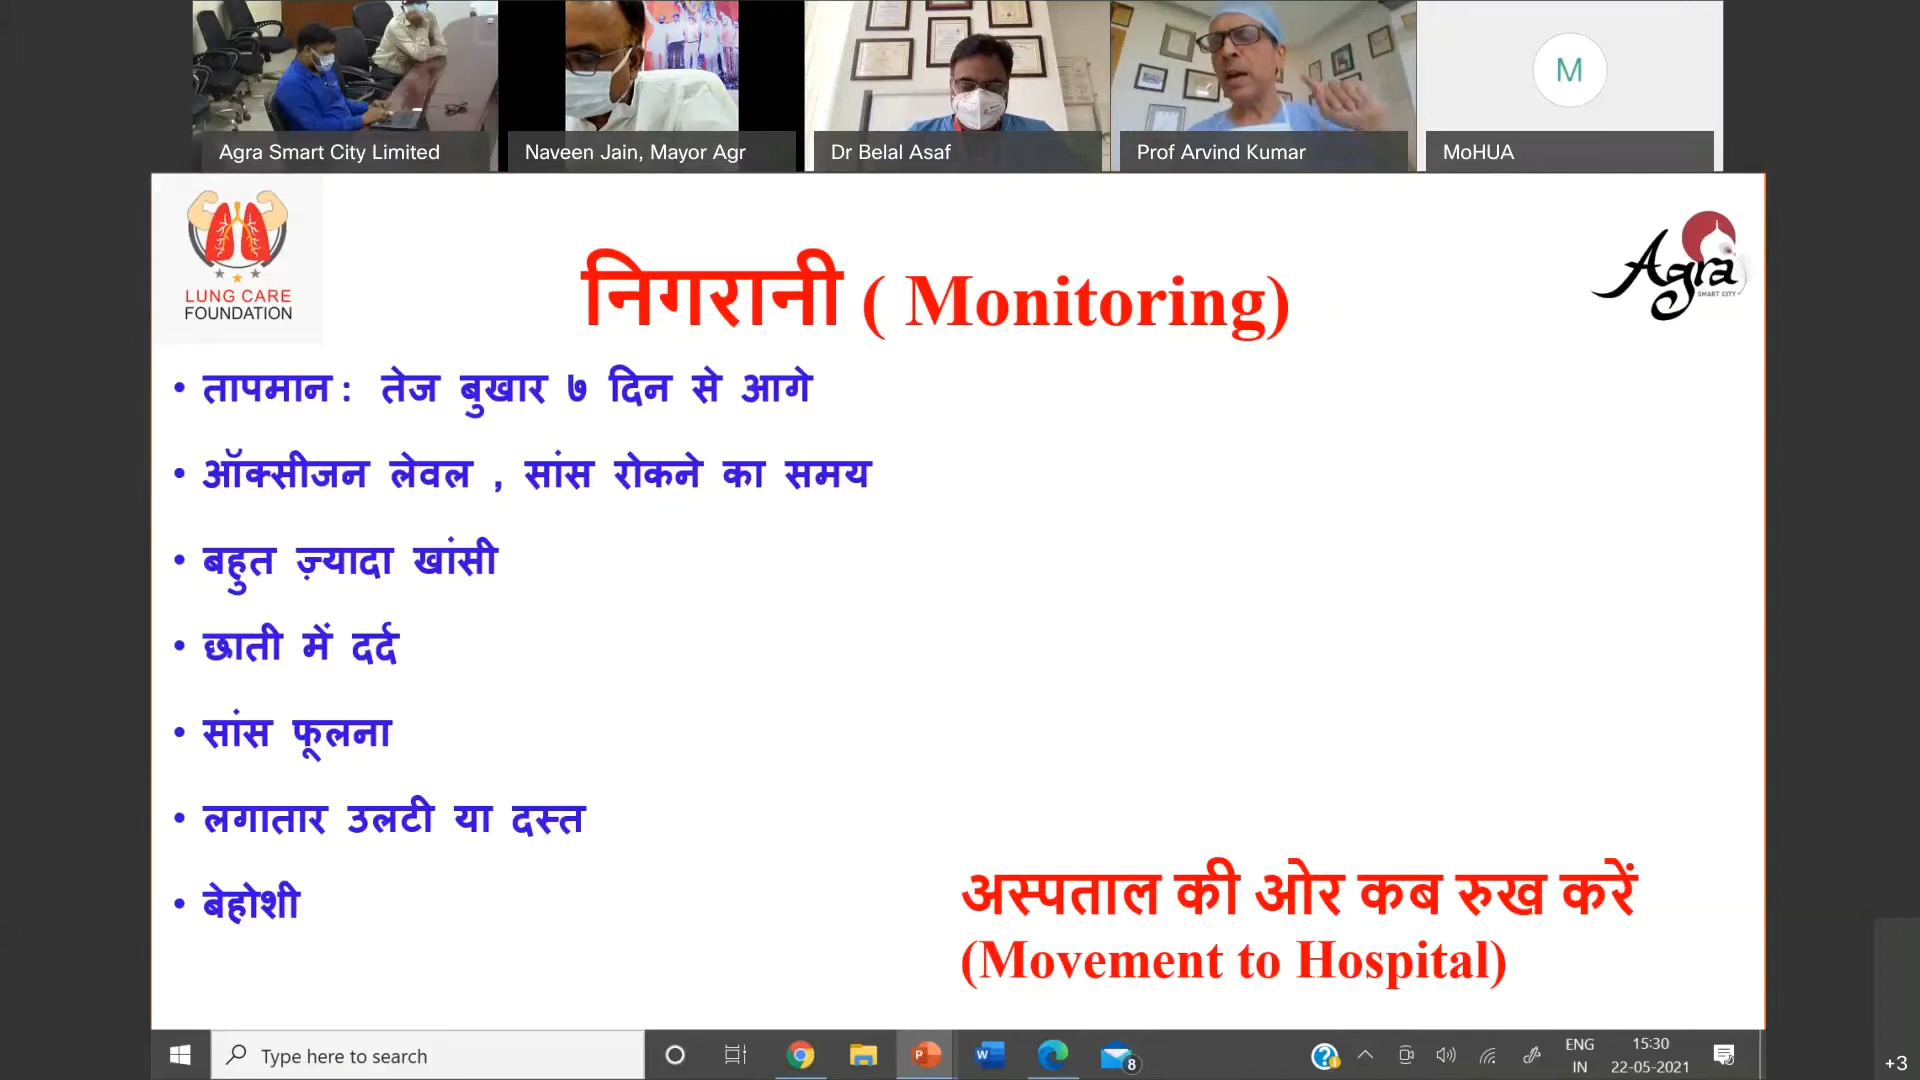 Agra Smart City Limited
Naveen Jain, Mayor Agr
Dr Belal Asaf
Prof Arvind Kumar
M
MoHUA
LUNG CARE
FOUNDATION
निगरानी ( Monitoring)
Agra
SMART CITY
• तापमान : तेज बुखार ७ दिन से आगे
• ऑक्सीजन लेवल , सांस रोकने का समय
• बहुत ज़्यादा खांसी
• छाती में दर्द
• सांस फूलना
• लगातार उलटी या दस्त
• बेहोशी
अस्पताल की ओर कब रुख करें
(Movement to Hospital)
Type here to search
8
ENG
IN
15:30
22-05-2021
+3